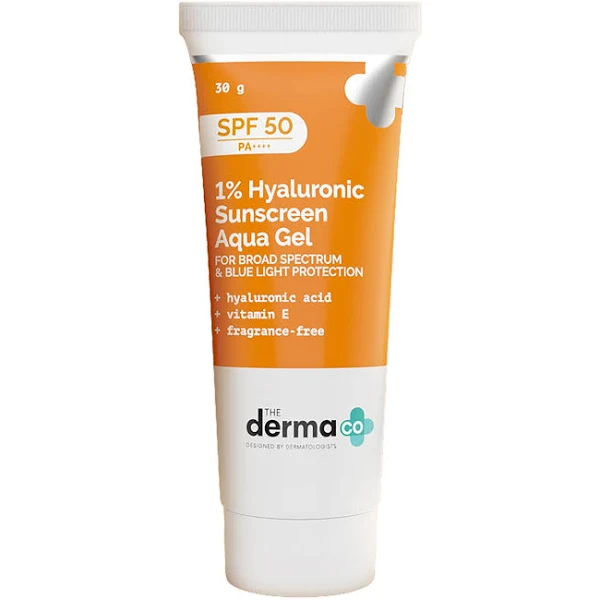 30 g
SPF 50
PA++++
1% Hyaluronic
Sunscreen
Aqua Gel
FOR BROAD SPECTRUM
& BLUE LIGHT PROTECTION
+ hyaluronic acid
+ vitamin E
+ fragrance-free
THE
derma co
DESIGNED BY DERMATOLOGISTS